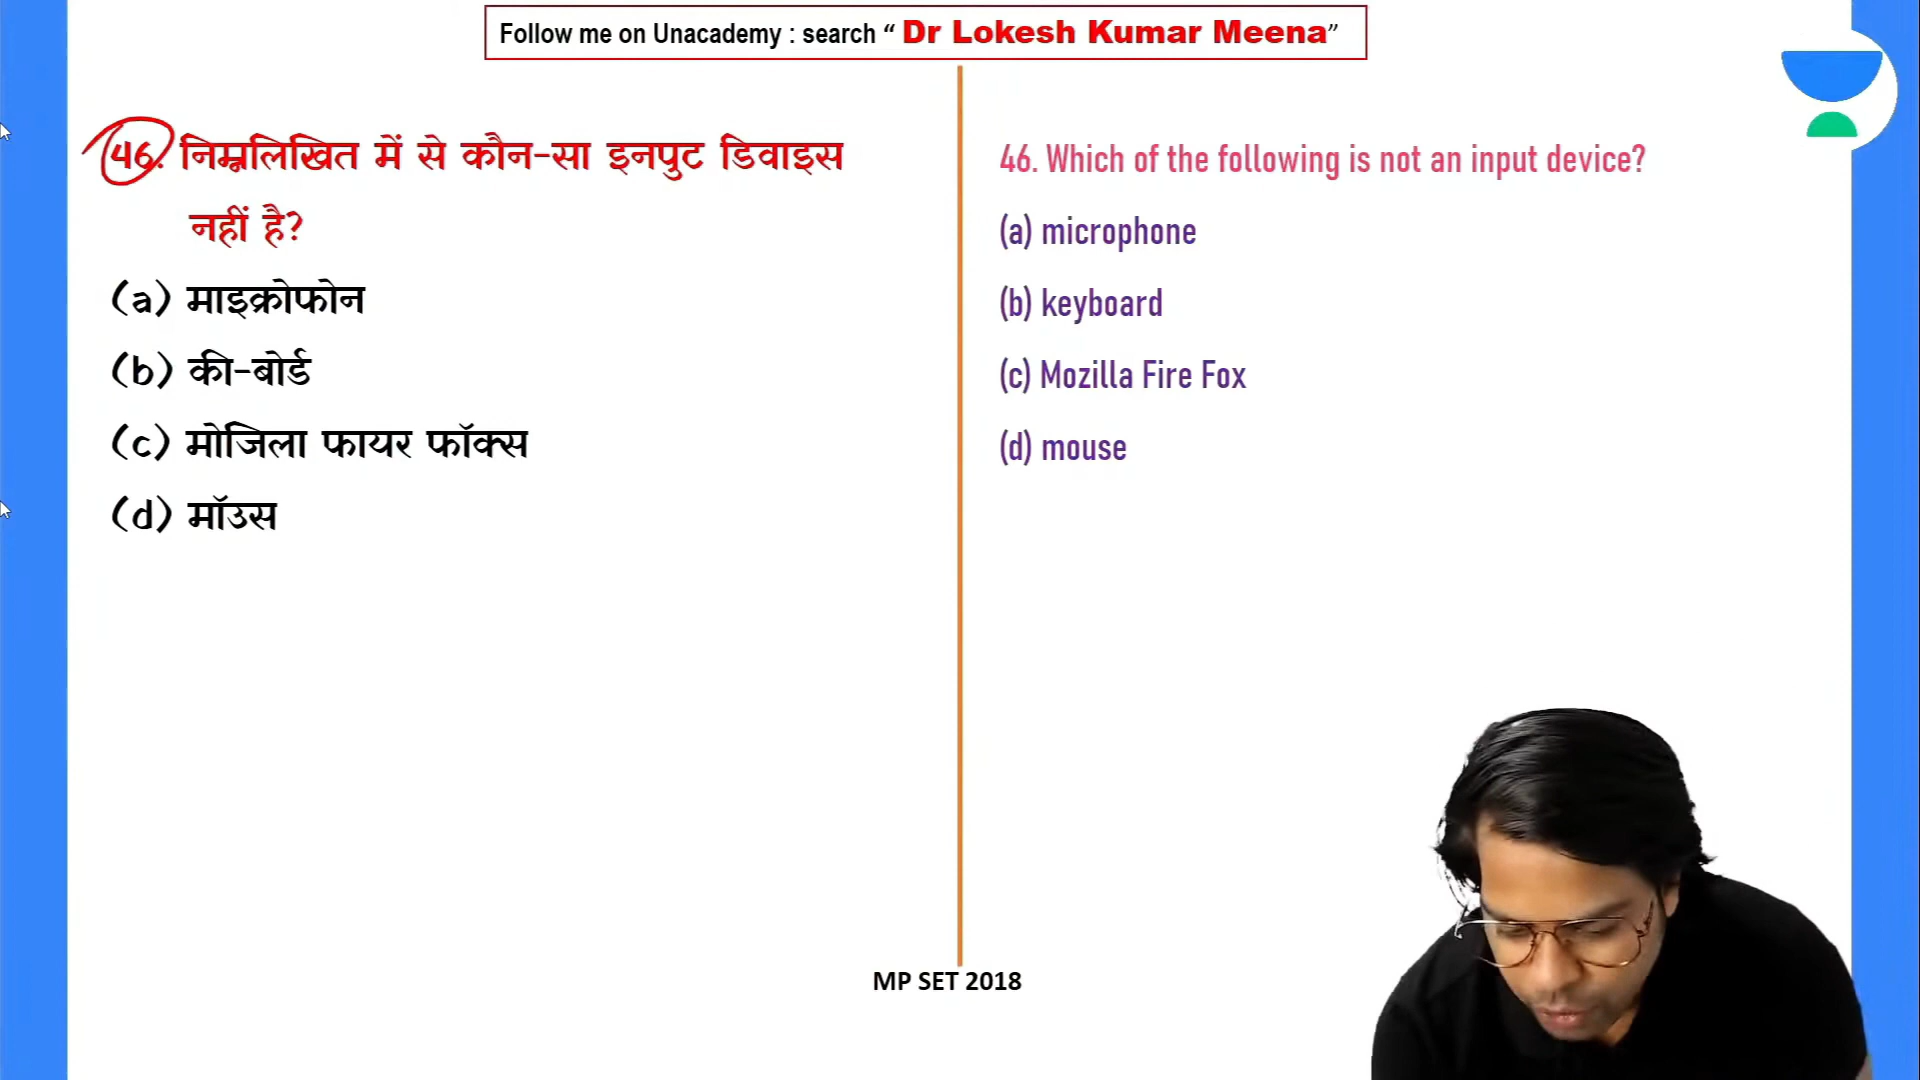 Follow me on Unacademy : search “ Dr Lokesh Kumar Meena”
46. निम्नलिखित में से कौन-सा इनपुट डिवाइस
नहीं है?
(a) माइक्रोफोन
(b) की-बोर्ड
(c) मोजिला फायर फॉक्स
(d) मॉउस
46. Which of the following is not an input device?
(a) microphone
(b) keyboard
(c) Mozilla Fire Fox
(d) mouse
MP SET 2018